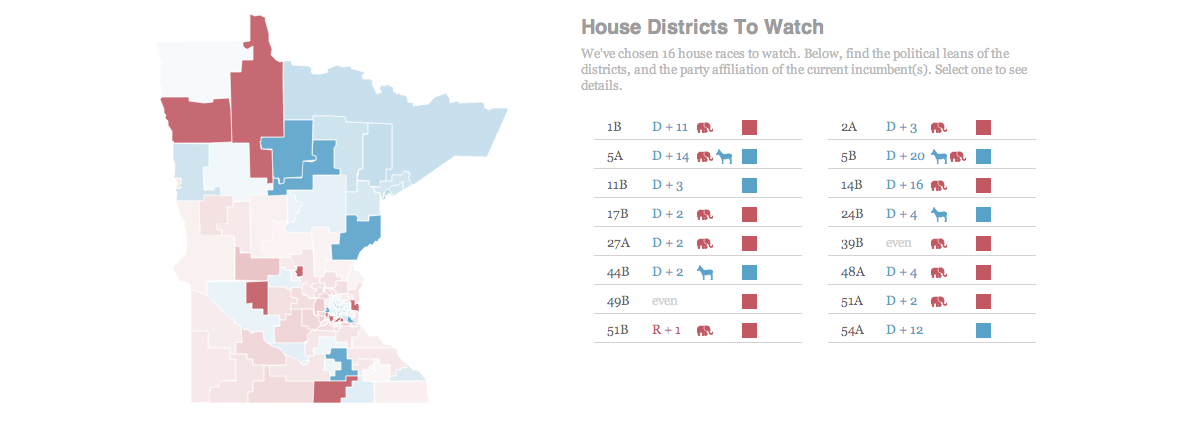 House Districts To Watch
We've chosen 16 house races to watch. Below, find the political leans of the
districts, and the party affiliation of the current incumbent(s). Select one to see
details.
1B D + 11
2A D + 3
5A D + 14
5B D + 20
11B D + 3
14B D + 16
17B D + 2
24B D + 4
27A D + 2
39B even
44B D + 2
48A D + 4
49B even
51A D + 2
51B R + 1
54A D + 12